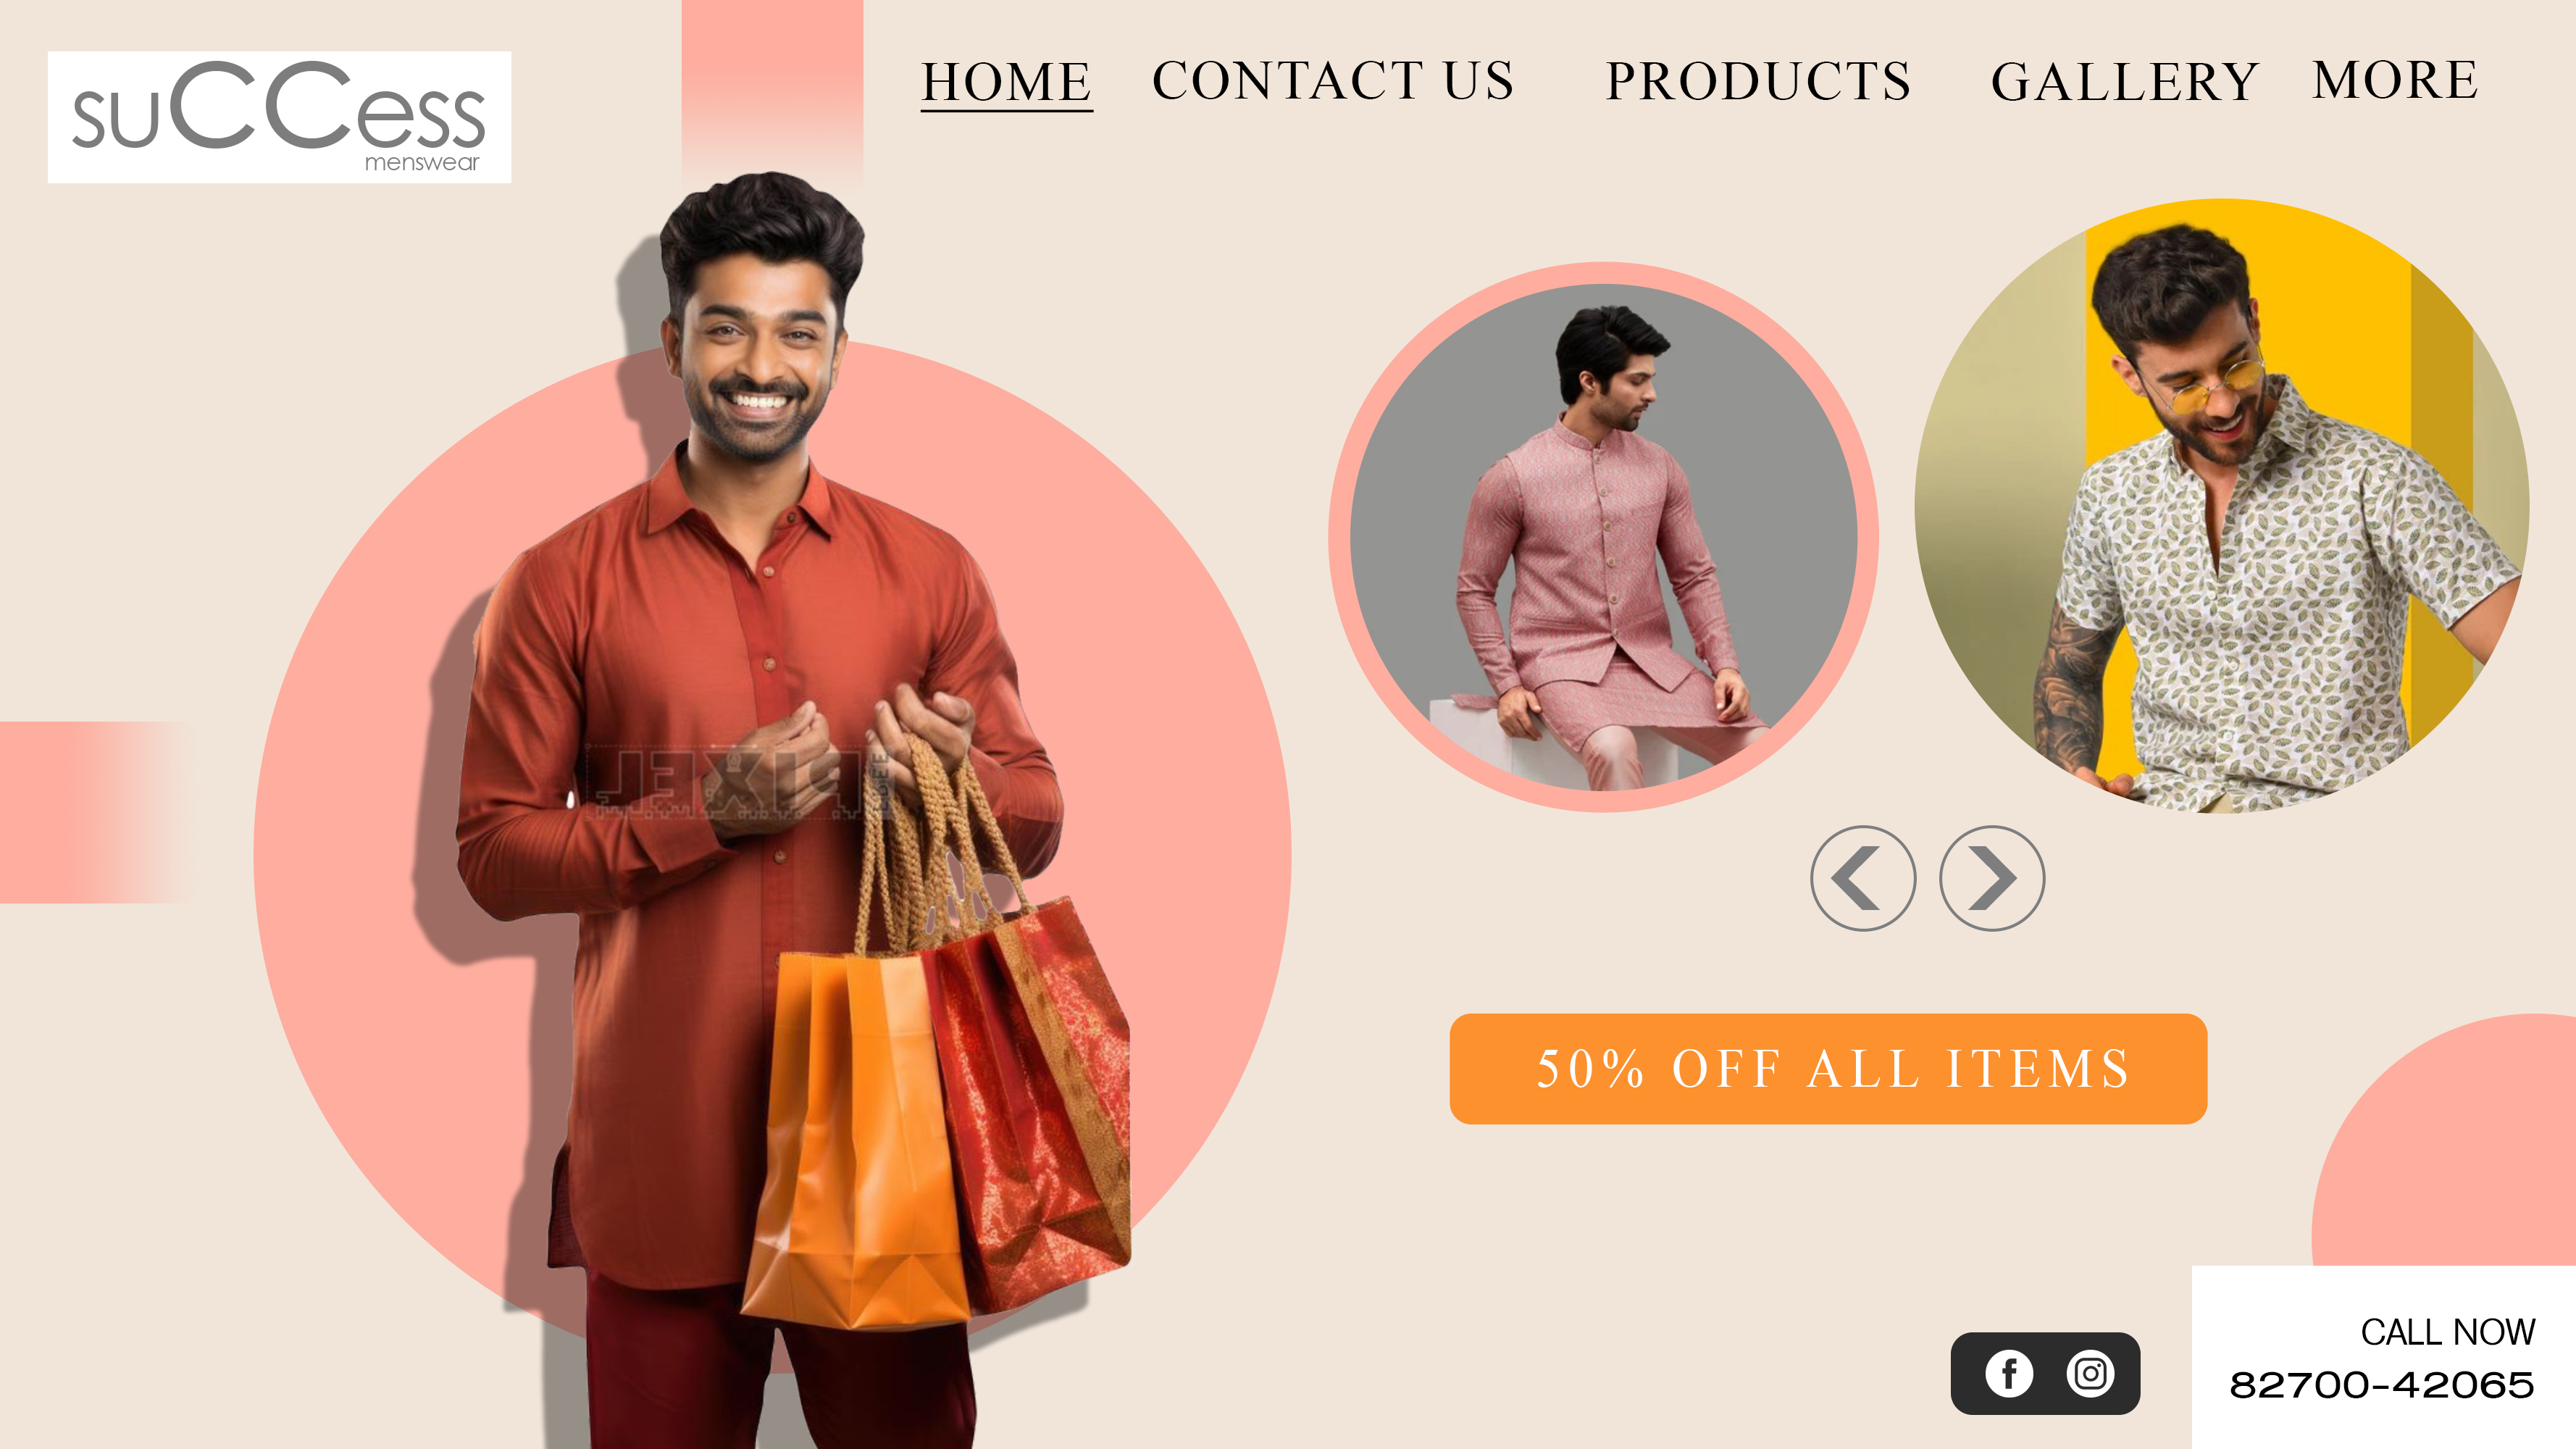 suCCess
menswear
HOME CONTACT US PRODUCTS GALLERY MORE
50% OFF ALL ITEMS
CALL NOW
82700-42065